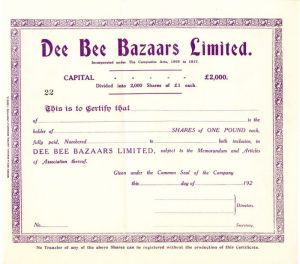 Dee Bee Bazaars Limited.
Incorporated under The Companies Acts, 1908 to 1917.
CAPITAL - - - - £2,000.
Divided into 2,000 Shares of £1 each.
22
This is to Certify that
of is the
holder of SHARES of ONE POUND each,
fully paid, Numbered to both inclusive, in
DEE BEE BAZAARS LIMITED, subject to the Memorandum and Articles
of Association thereof.
Given under the Common Seal of the Company
this day of 192
Directors.
No. Secretary.
No Transfer of any of the above Shares can be registered without the production of this Certificate.